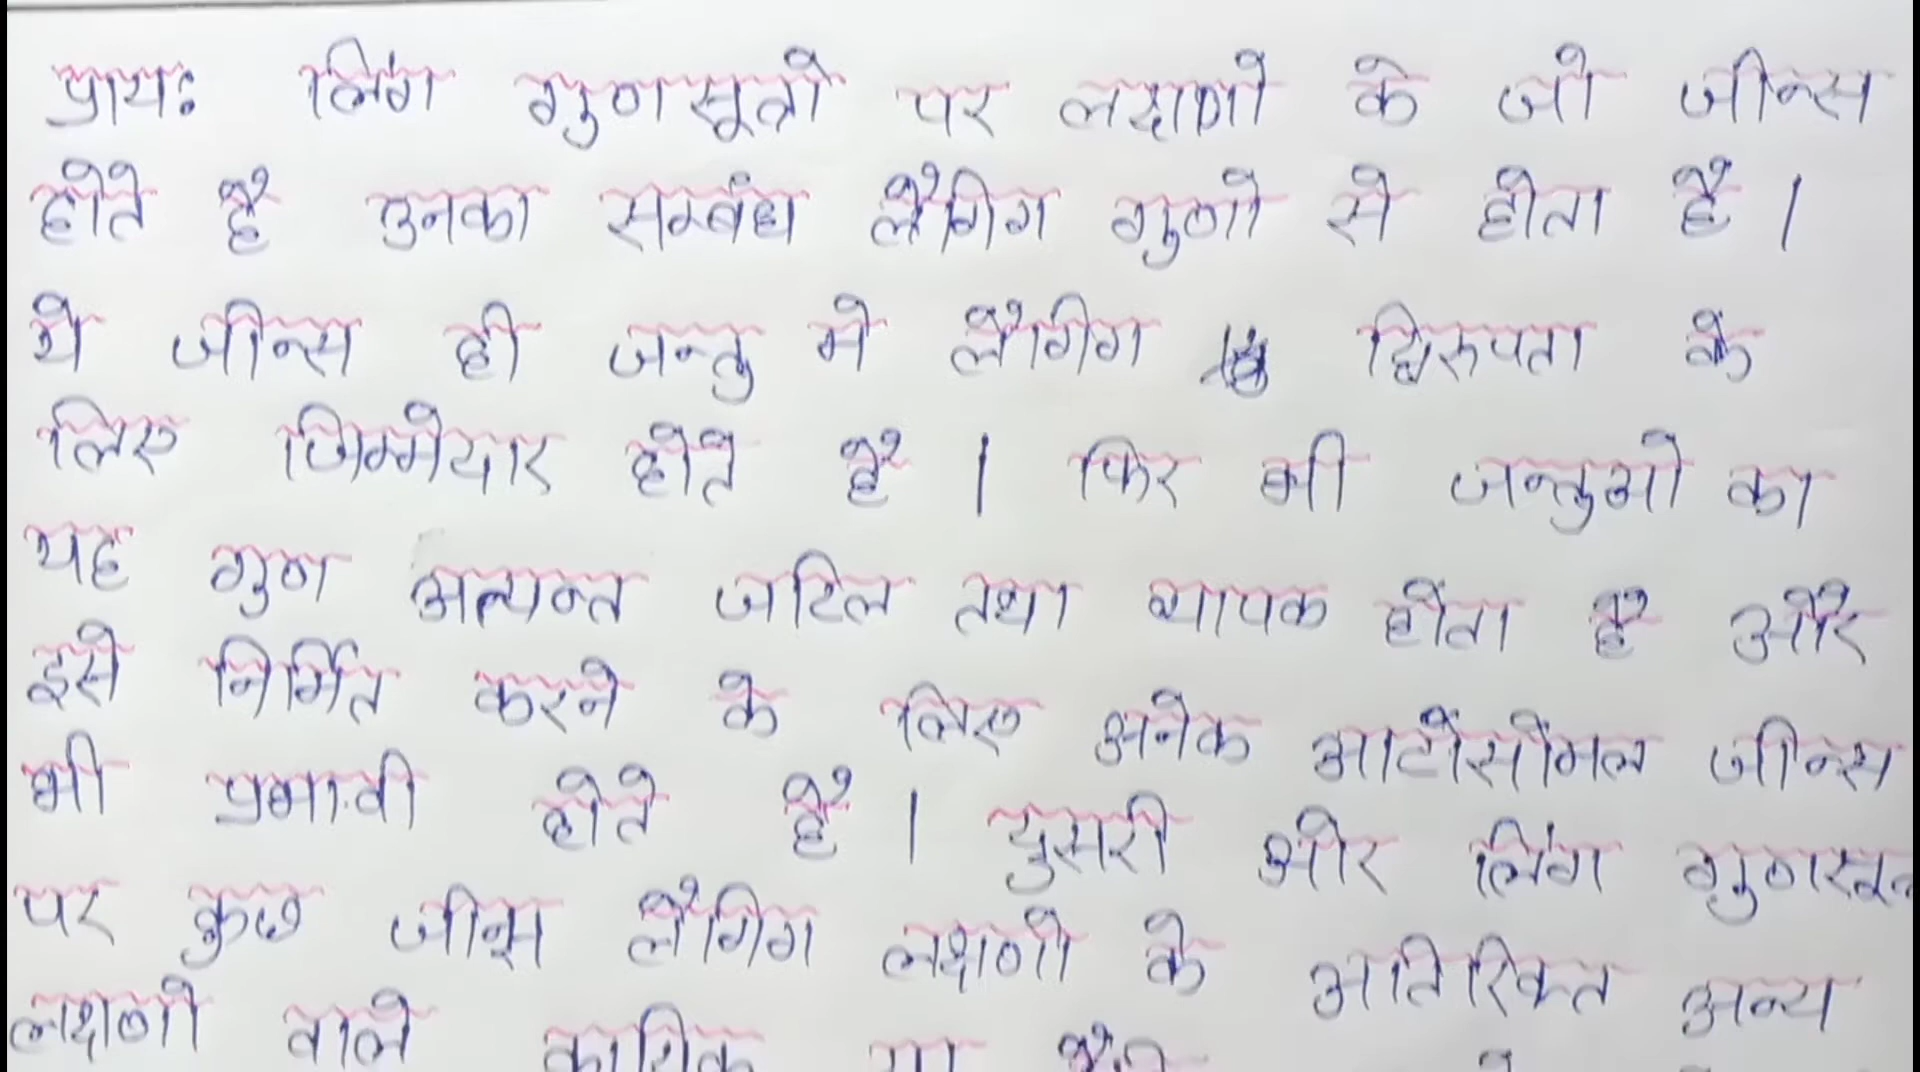 प्रायः लिंग गुणसूत्रो पर लक्षणो के जो जीन्स
होते है उनका सम्बंध लैंगिग गुणो से होता है |
ये जीन्स ही जन्तु मे लैंगिग द्विरुपता के
लिए जिम्मेदार होते है | फिर भी जन्तुओ का
यह गुण अत्यन्त जटिल तथा व्यापक होता है और
इसे निर्मित करने के लिए अनेक आटोसोमल जीन्स
भी प्रभावी होते है | दुसरी ओर लिंग
पर कुछ जीन्स लैंगिग लक्षणो के अतिरिक्त अन्य
लक्षणो वाले